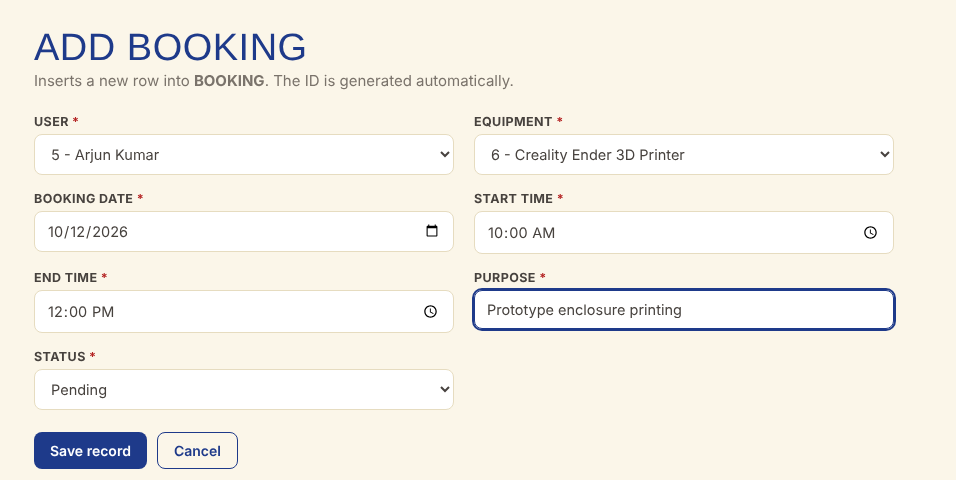 ADD BOOKING
Inserts a new row into BOOKING. The ID is generated automatically.
USER *
5 - Arjun Kumar
EQUIPMENT *
6 - Creality Ender 3D Printer
BOOKING DATE *
10/12/2026
START TIME *
10:00 AM
END TIME *
12:00 PM
PURPOSE *
Prototype enclosure printing
STATUS *
Pending
Save record
Cancel